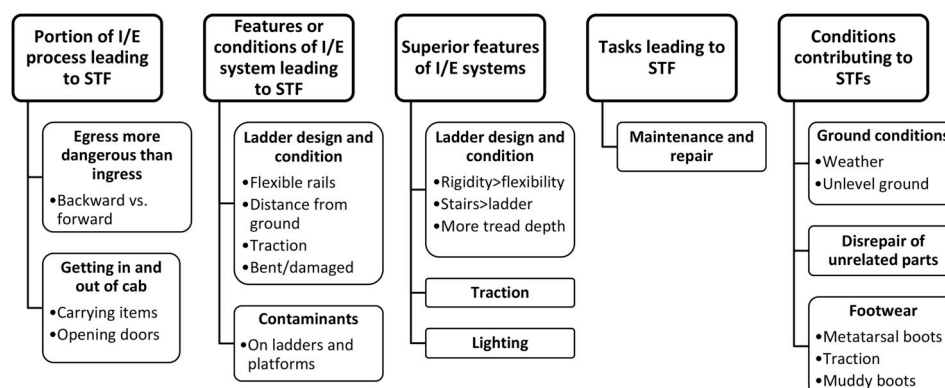 Portion of I/E
process leading
to STF
Egress more
dangerous than
ingress
•Backward vs.
forward
Getting in and
out of cab
•Carrying items
•Opening doors
Features or
conditions of I/E
system leading
to STF
Ladder design and
condition
•Flexible rails
•Distance from
ground
•Traction
•Bent/damaged
Contaminants
•On ladders and
platforms
Superior features
of I/E systems
Ladder design and
condition
•Rigidity>flexibility
•Stairs>ladder
•More tread depth
Traction
Lighting
Tasks leading to
STF
Maintenance and
repair
Conditions
contributing to
STFs
Ground conditions
•Weather
•Unlevel ground
Disrepair of
unrelated parts
Footwear
•Metatarsal boots
•Traction
•Muddy boots